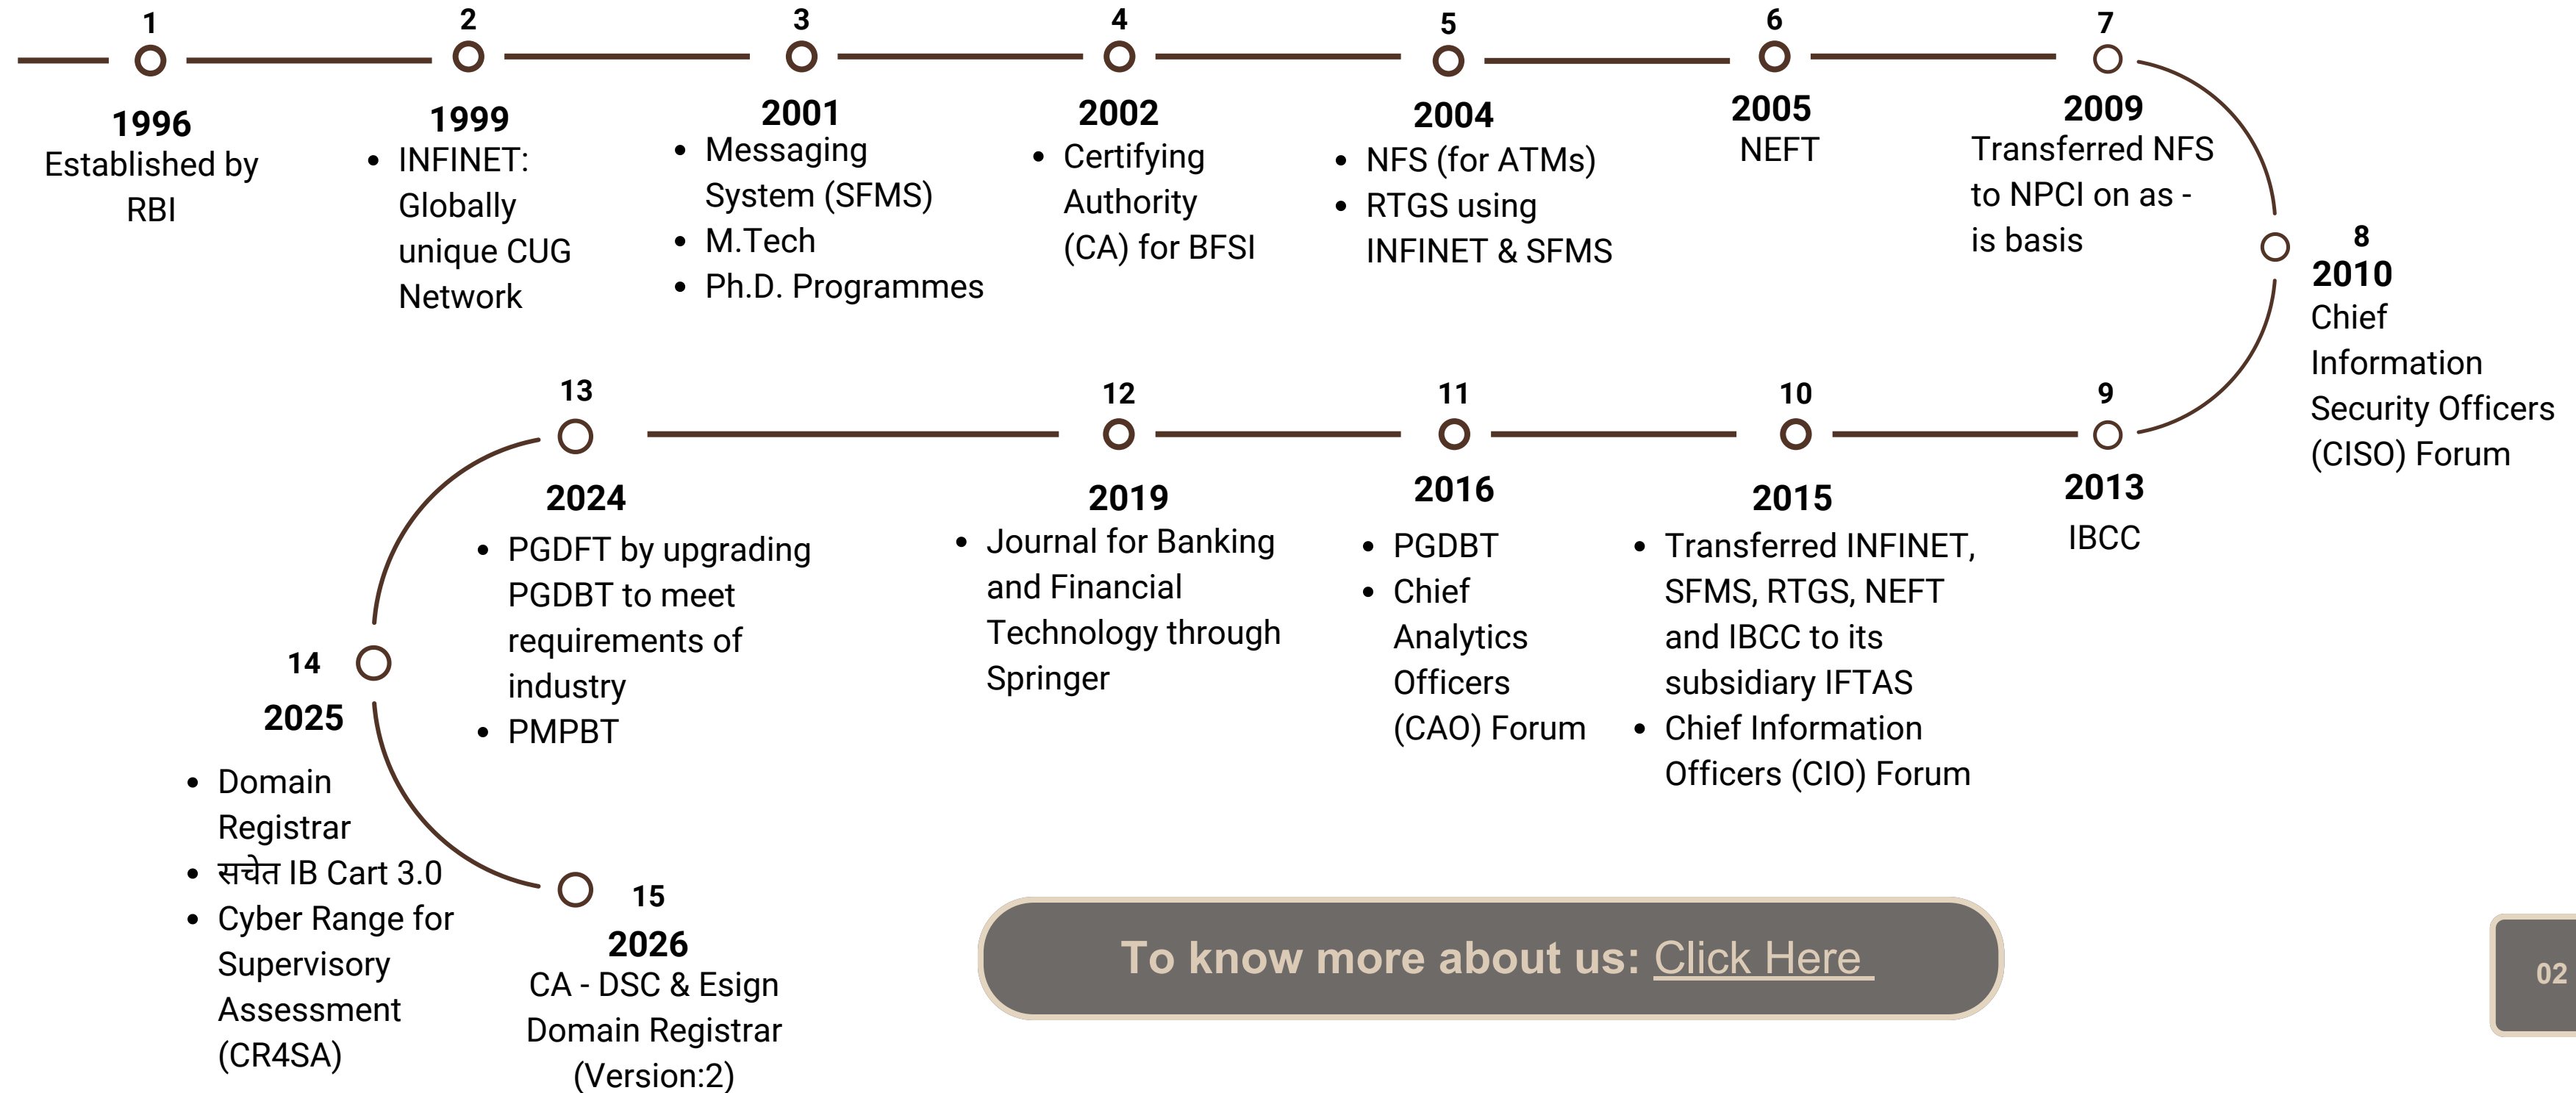 1
1996
Established by
RBI
2
1999
• INFINET:
Globally
unique CUG
Network
3
2001
• Messaging
System (SFMS)
• M.Tech
• Ph.D. Programmes
4
2002
• Certifying
Authority
(CA) for BFSI
5
2004
• NFS (for ATMs)
• RTGS using
INFINET & SFMS
6
2005
NEFT
7
2009
Transferred NFS
to NPCI on as -
is basis
8
2010
Chief
Information
Security Officers
(CISO) Forum
9
2013
IBCC
10
2015
• Transferred INFINET,
SFMS, RTGS, NEFT
and IBCC to its
subsidiary IFTAS
• Chief Information
Officers (CIO) Forum
11
2016
• PGDBT
• Chief
Analytics
Officers
(CAO) Forum
12
2019
• Journal for Banking
and Financial
Technology through
Springer
13
2024
• PGDFT by upgrading
PGDBT to meet
requirements of
industry
• PMPBT
14
2025
• Domain
Registrar
• सचेत IB Cart 3.0
• Cyber Range for
Supervisory
Assessment
(CR4SA)
15
2026
CA - DSC & Esign
Domain Registrar
(Version:2)
To know more about us: Click Here
02